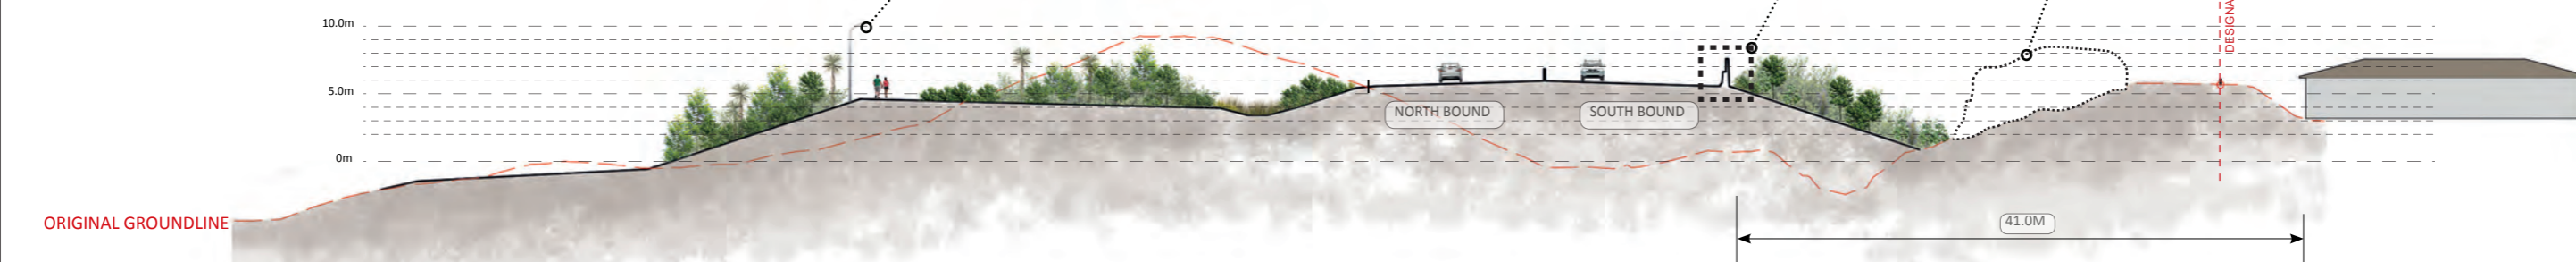 DESIGNA
10.0m
5.0m
NORTH BOUND
SOUTH BOUND
0m
ORIGINAL GROUNDLINE
41.0M